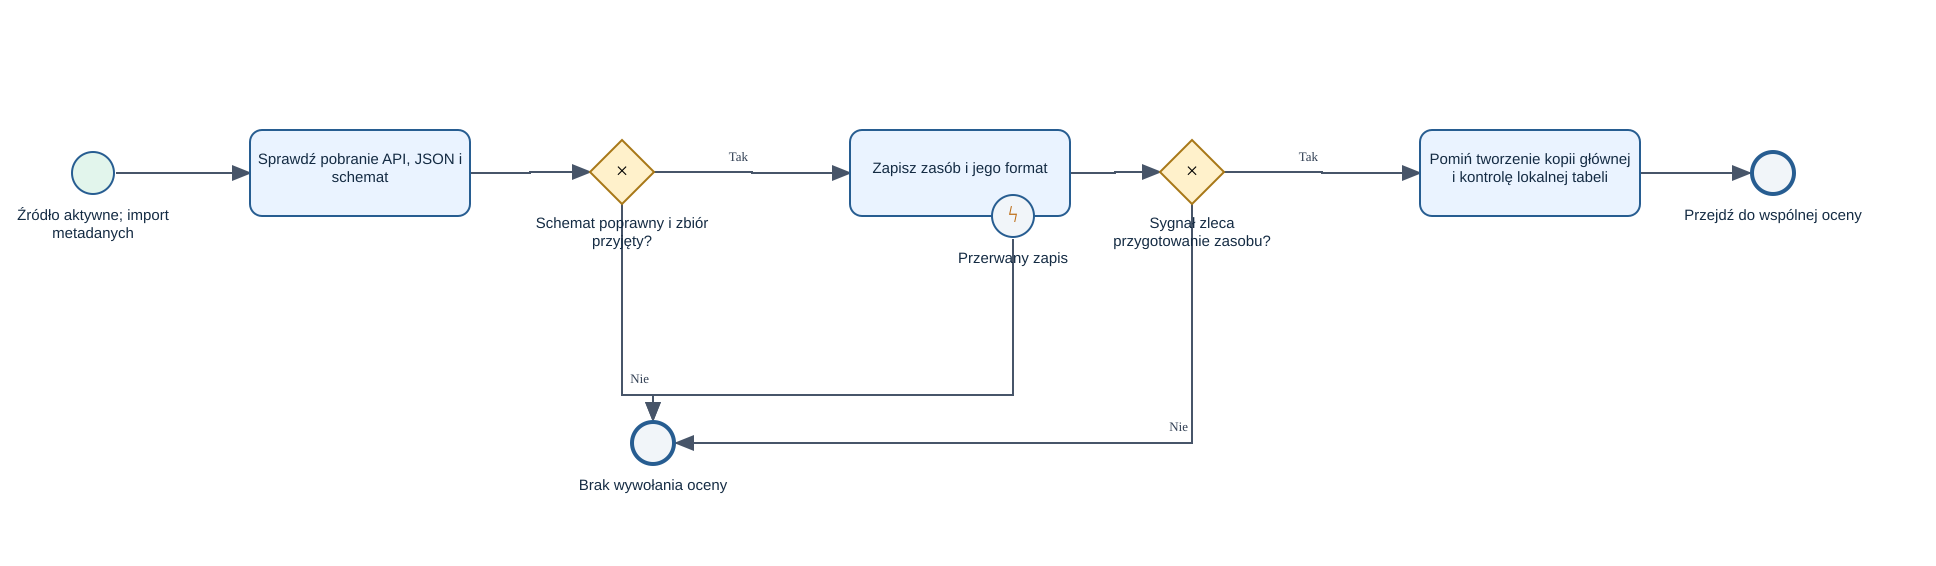 Źródło aktywne; import
metadanych
Sprawdź pobranie API, JSON i
schemat
Schemat poprawny i zbiór
przyjęty?
Tak
Zapisz zasób i jego format
Przerwany zapis
Sygnał zleca
przygotowanie zasobu?
Tak
Pomiń tworzenie kopii głównej
i kontrolę lokalnej tabeli
Przejdź do wspólnej oceny
Nie
Nie
Brak wywołania oceny